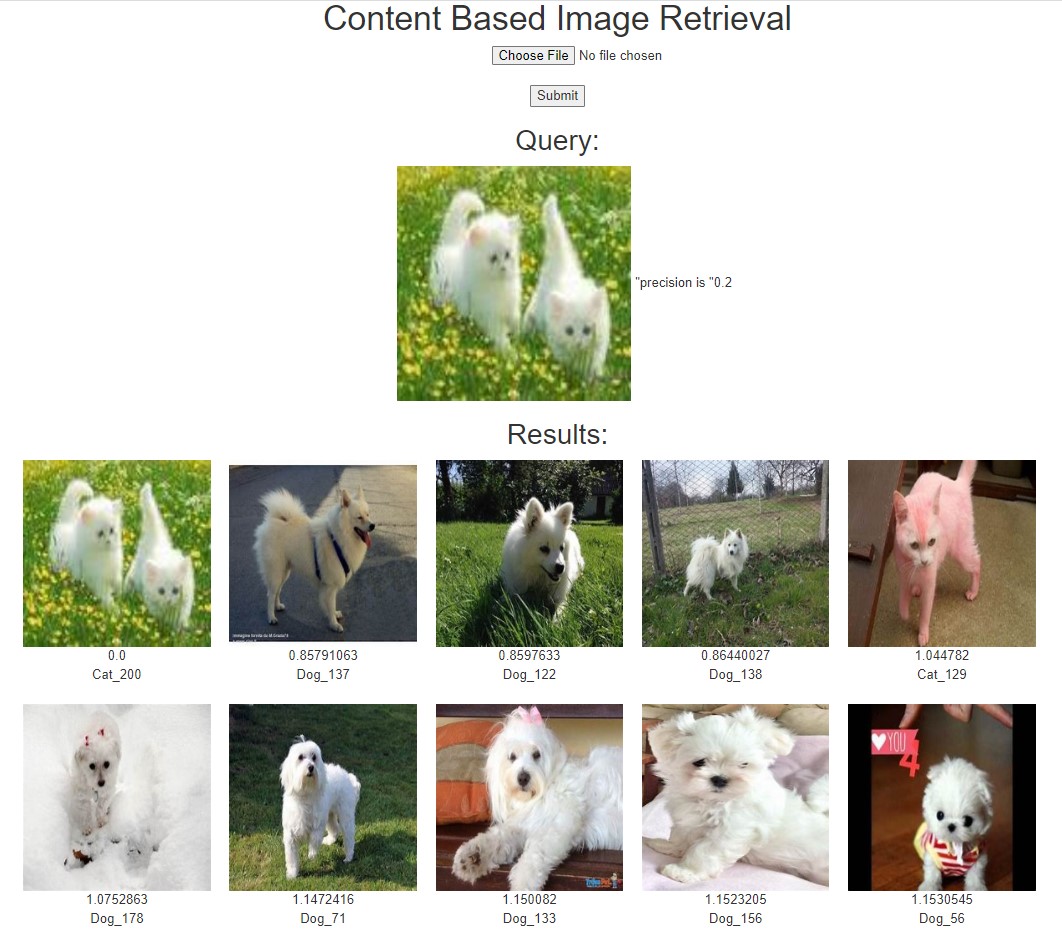 Content Based Image Retrieval
Choose File No file chosen
Submit
Query:
"precision is "0.2
Results:
0.0 0.85791063 0.8597633 0.86440027 1.044782
Cat_200 Dog_137 Dog_122 Dog_138 Cat_129
YOU
4
1.0752863 1.1472416 1.150082 1.1523205 1.1530545
Dog_178 Dog_71 Dog_133 Dog_156 Dog_56